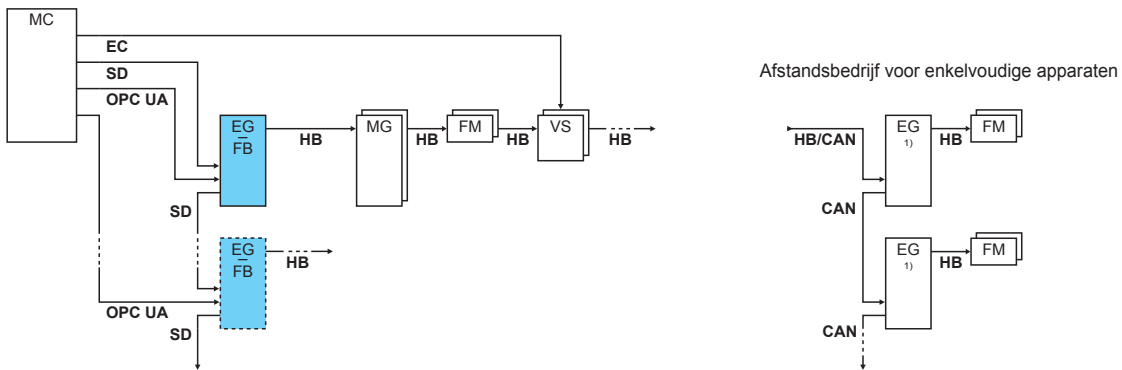 MC
EC
SD
OPC UA
EG
FB
HB
MG
HB
FM
HB
VS
HB
SD
EG
FB
HB
OPC UA
SD
Afstandsbedrijf voor enkelvoudige apparaten
HB/CAN
EG
1)
HB
FM
CAN
EG
1)
HB
FM
CAN